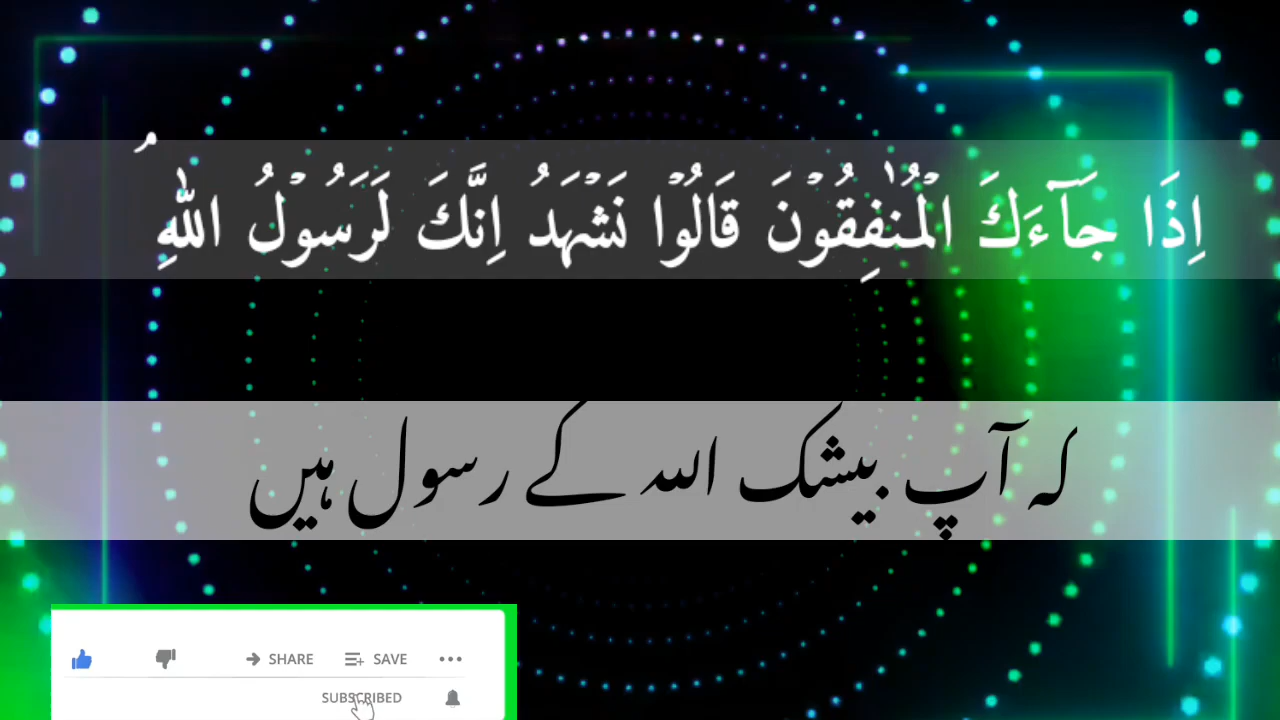 اِذَا جَآءَكَ الْمُنٰفِقُوْنَ قَالُوْا نَشْهَدُ اِنَّكَ لَرَسُوْلُ اللّٰهِ ۘ
کہ آپ بیشک اللہ کے رسول ہیں
SHARE SAVE
SUBSCRIBED